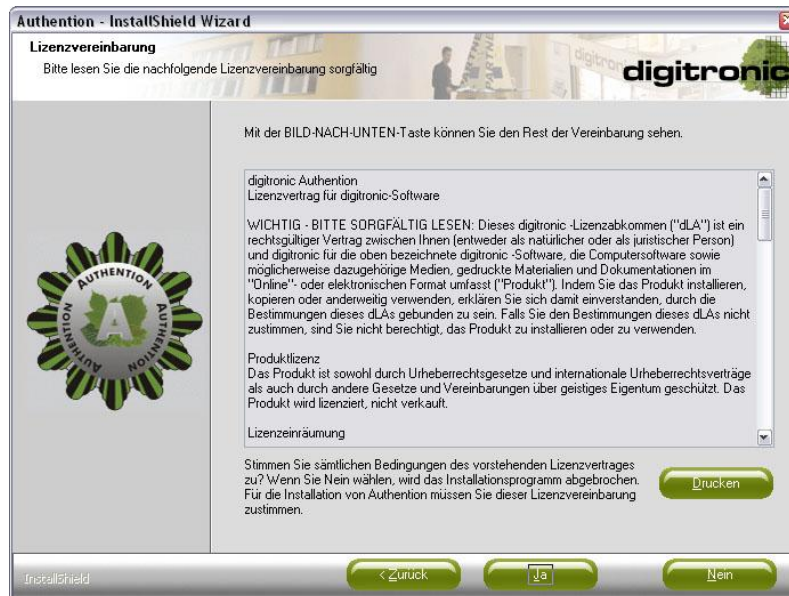 Authention - InstallShield Wizard
Lizenzvereinbarung
Bitte lesen Sie die nachfolgende Lizenzvereinbarung sorgfältig
digitronic
Mit der BILD-NACH-UNTEN-Taste können Sie den Rest der Vereinbarung sehen.
digitronic Authention
Lizenzvertrag für digitronic-Software
WICHTIG - BITTE SORGFÄLTIG LESEN: Dieses digitronic -Lizenzabkommen ("dLA") ist ein
rechtsgültiger Vertrag zwischen Ihnen (entweder als natürlicher oder als juristischer Person)
und digitronic für die oben bezeichnete digitronic -Software, die Computersoftware sowie
möglicherweise dazugehörige Medien, gedruckte Materialien und Dokumentationen im
"Online"- oder elektronischen Format umfasst ("Produkt"). Indem Sie das Produkt installieren,
kopieren oder anderweitig verwenden, erklären Sie sich damit einverstanden, durch die
Bestimmungen dieses dLAs gebunden zu sein. Falls Sie den Bestimmungen dieses dLAs nicht
zustimmen, sind Sie nicht berechtigt, das Produkt zu installieren oder zu verwenden.
Produktlizenz
Das Produkt ist sowohl durch Urheberrechtsgesetze und internationale Urheberrechtsverträge
als auch durch andere Gesetze und Vereinbarungen über geistiges Eigentum geschützt. Das
Produkt wird lizenziert, nicht verkauft.
Lizenzeinräumung
AUTHENTION
AUTHENTION
AUTHENTION
AUTHENTION
A
Stimmen Sie sämtlichen Bedingungen des vorstehenden Lizenzvertrages
zu? Wenn Sie Nein wählen, wird das Installationsprogramm abgebrochen.
Für die Installation von Authention müssen Sie dieser Lizenzvereinbarung
zustimmen.
Drucken
InstallShield
< Zurück
Ja
Nein